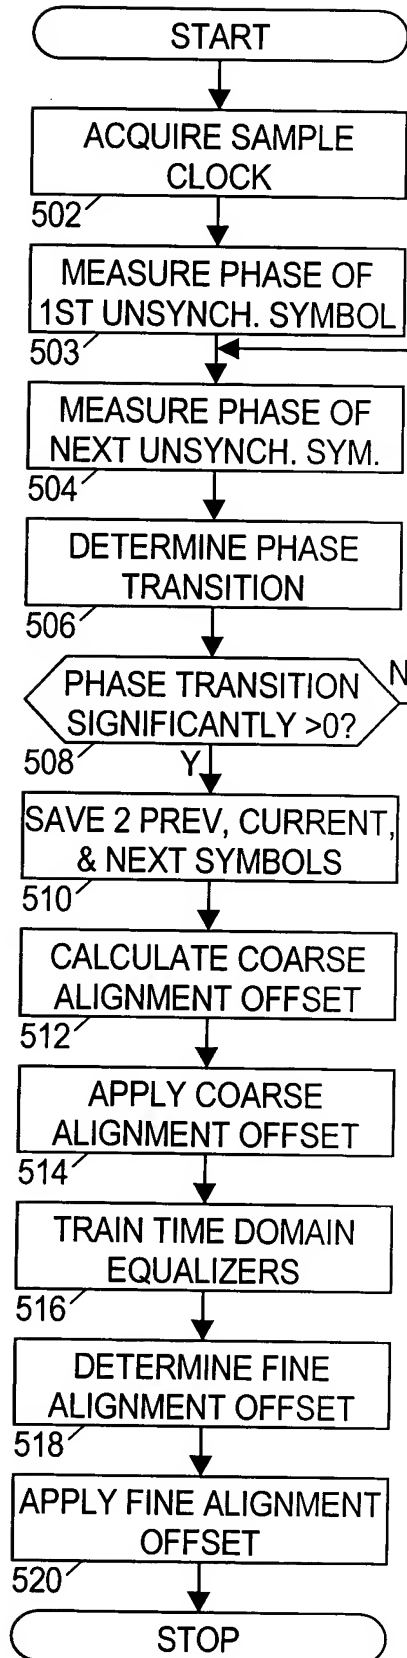 START
ACQUIRE SAMPLE
CLOCK
502
MEASURE PHASE OF
1ST UNSYNCH. SYMBOL
503
MEASURE PHASE OF
NEXT UNSYNCH. SYM.
504
DETERMINE PHASE
TRANSITION
506
PHASE TRANSITION
SIGNIFICANTLY >0?
N
508
Y
SAVE 2 PREV, CURRENT,
& NEXT SYMBOLS
510
CALCULATE COARSE
ALIGNMENT OFFSET
512
APPLY COARSE
ALIGNMENT OFFSET
514
TRAIN TIME DOMAIN
EQUALIZERS
516
DETERMINE FINE
ALIGNMENT OFFSET
518
APPLY FINE ALIGNMENT
OFFSET
520
STOP